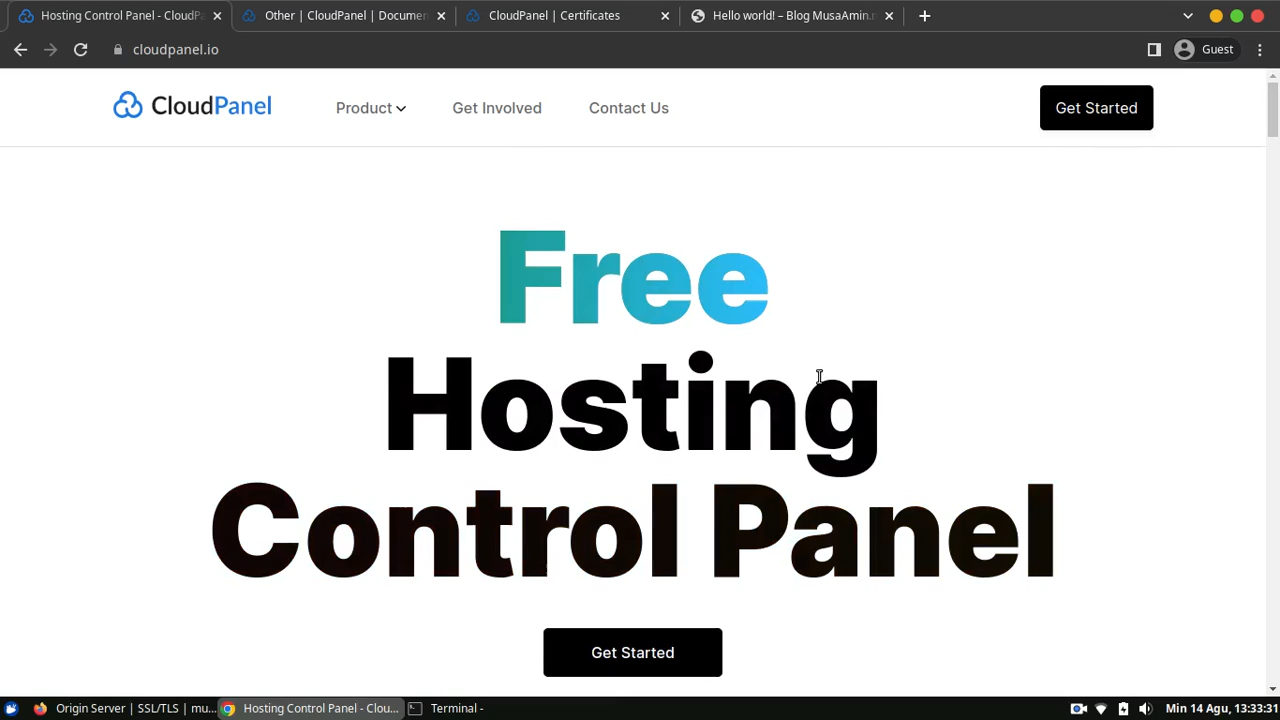 Hosting Control Panel - CloudPa
Other | CloudPanel | Documen
CloudPanel | Certificates
Hello world! – Blog MusaAmin.m
cloudpanel.io
Guest
CloudPanel
Product
Get Involved
Contact Us
Get Started
Free
Hosting
Control Panel
Get Started
Origin Server | SSL/TLS | mu...
Hosting Control Panel - Clou...
Terminal -
Min 14 Agu, 13:33:31